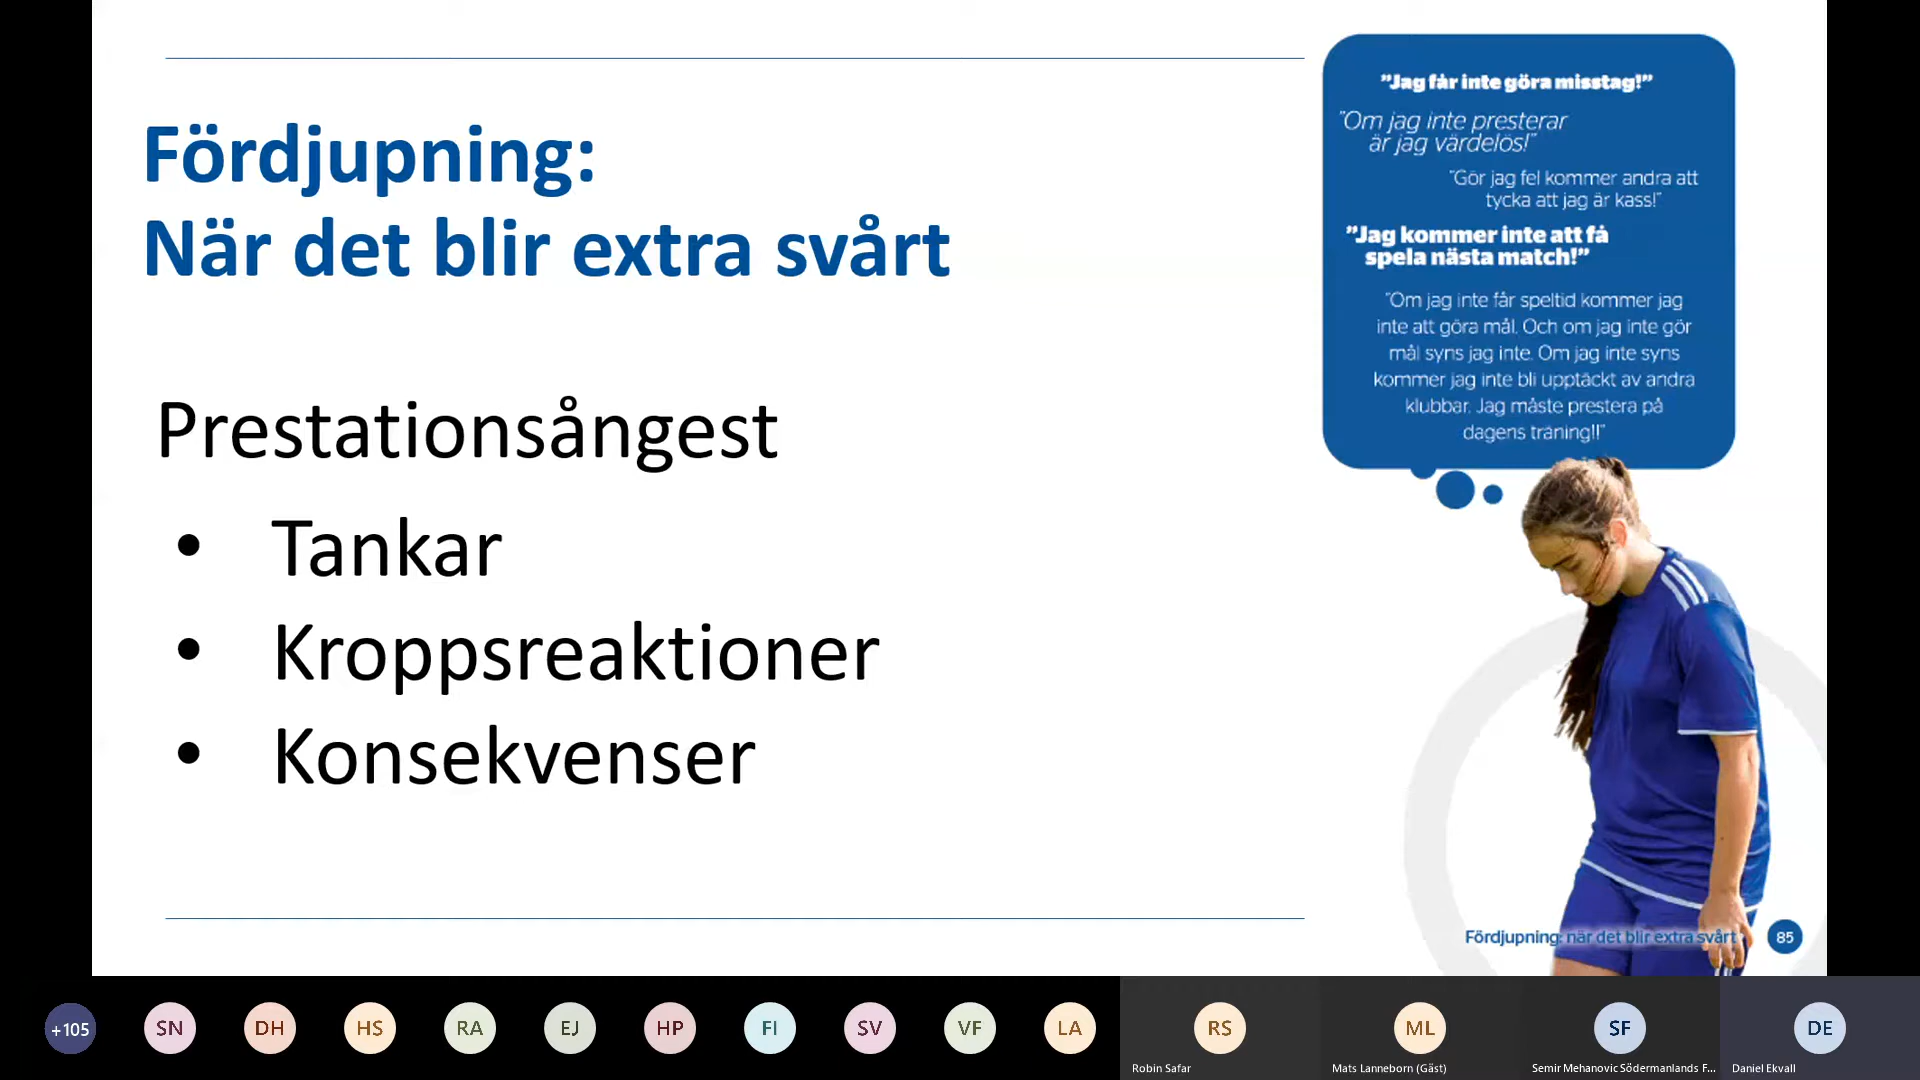 Fördjupning:
När det blir extra svårt
Prestationsångest
• Tankar
• Kroppsreaktioner
• Konsekvenser
"Jag får inte göra misstag!"
"Om jag inte presterar
är jag värdelös!"
"Gör jag fel kommer andra att
tycka att jag är kass!"
"Jag kommer inte att få
spela nästa match!"
"Om jag inte får speltid kommer jag
inte att göra mål. Och om jag inte gör
mål syns jag inte. Om jag inte syns
kommer jag inte bli upptäckt av andra
klubbar. Jag måste prestera på
dagens träning!!"
Fördjupning: när det blir extra svårt 85
+105 SN DH HS RA EJ HP FI SV VF LA RS ML SF DE
Robin Safar
Mats Lanneborn (Gäst)
Semir Mehanovic Södermanlands F...
Daniel Ekvall